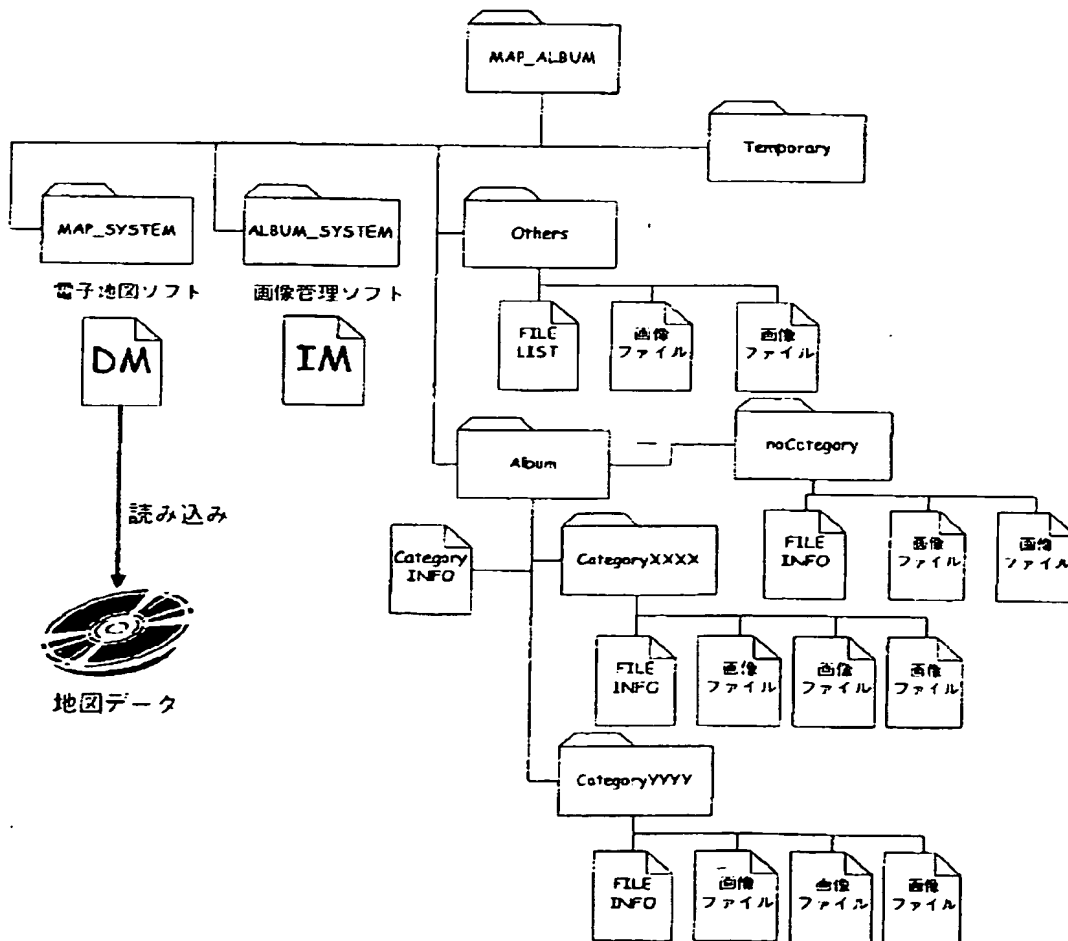 MAP_ALBUM
Temporary
MAP_SYSTEM
ALBUM_SYSTEM
Others
電子地図ソフト
画像管理ソフト
DM
IM
FILE
LIST
画像
ファイル
画像
ファイル
Album
noCategory
読み込み
Category
INFO
CategoryXXXX
FILE
INFO
画像
ファイル
画像
ファイル
地図データ
FILE
INFO
画像
ファイル
画像
ファイル
画像
ファイル
CategoryYYYY
FILE
INFO
画像
ファイル
画像
ファイル
画像
ファイル